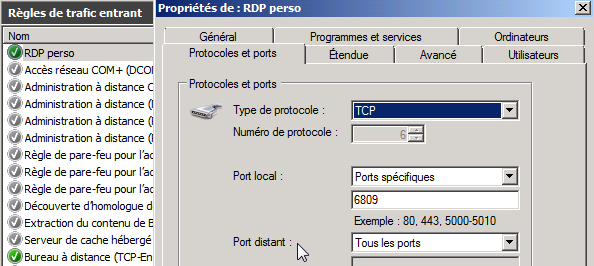 Règles de trafic entrant
Nom
RDP perso
Accès réseau COM+ (DCOM
Administration à distance C
Administration à distance (
Administration à distance (
Administration à distance (
Règle de pare-feu pour l'ac
Règle de pare-feu pour l'ac
Règle de pare-feu pour l'ac
Découverte d'homologue d
Extraction du contenu de B
Serveur de cache hébergé
Bureau à distance (TCP-En
Propriétés de : RDP perso
Général
Programmes et services
Ordinateurs
Protocoles et ports
Étendue
Avancé
Utilisateurs
Protocoles et ports
Type de protocole :
TCP
Numéro de protocole :
6
Port local :
Ports spécifiques
6809
Exemple : 80, 443, 5000-5010
Port distant :
Tous les ports